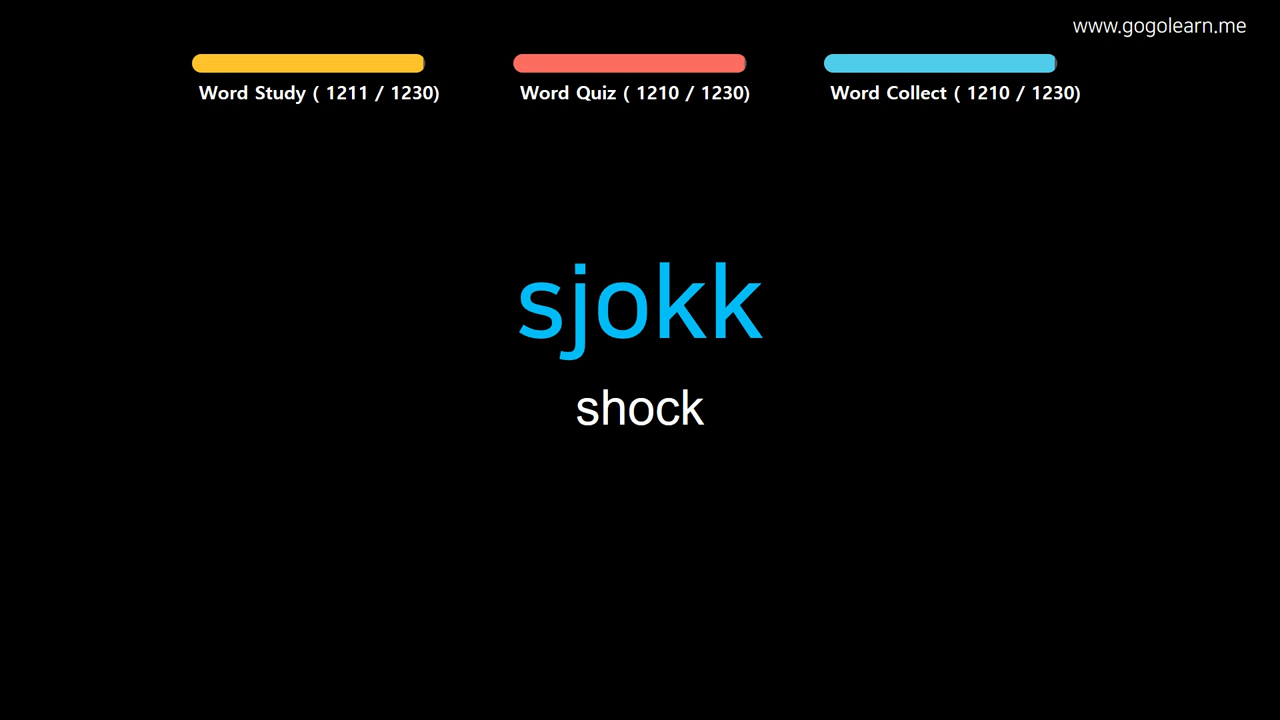 www.gogolearn.me
Word Study ( 1211 / 1230)
Word Quiz ( 1210 / 1230)
Word Collect ( 1210 / 1230)
sjokk
shock